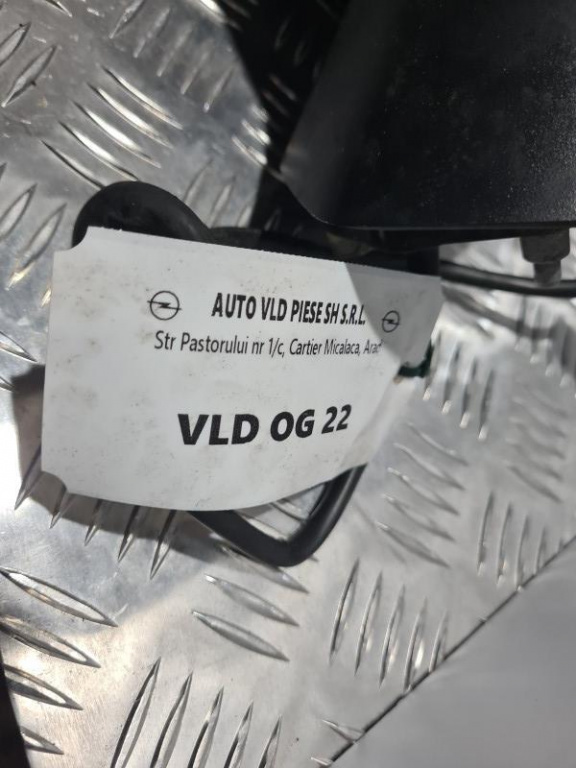 AUTO VLD PIESE SH S.R.L.
Str Pastorului nr 1/c, Cartier Micalaca, Arad
VLD OG 22